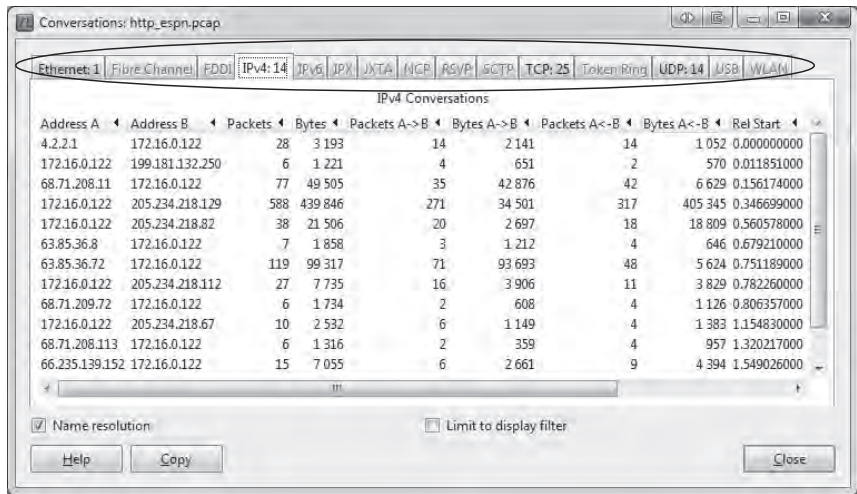 Conversations: http_espn.pcap
Ethernet: 1 Fibre Channel FDDI IPv4: 14 IPv6 IPX JXTA NCP RSVP SCTP TCP: 25 Token Ring UDP: 14 USB WLAN
IPv4 Conversations
Address A Address B Packets Bytes Packets A->B Bytes A->B Packets A<-B Bytes A<-B Rel Start
4.2.2.1 172.16.0.122 28 3 193 14 2 141 14 1 052 0.000000000
172.16.0.122 199.181.132.250 6 1 221 4 651 2 570 0.011851000
68.71.208.11 172.16.0.122 77 49 505 35 42 876 42 6 629 0.156174000
172.16.0.122 205.234.218.129 588 439 846 271 34 501 317 405 345 0.346699000
172.16.0.122 205.234.218.82 38 21 506 20 2 697 18 18 809 0.560578000
63.85.36.8 172.16.0.122 7 1 858 3 1 212 4 646 0.679210000
63.85.36.72 172.16.0.122 119 99 317 71 93 693 48 5 624 0.751189000
172.16.0.122 205.234.218.112 27 7 735 16 3 906 11 3 829 0.782260000
68.71.209.72 172.16.0.122 6 1 734 2 608 4 1 126 0.806357000
172.16.0.122 205.234.218.67 10 2 532 6 1 149 4 1 383 1.154830000
68.71.208.113 172.16.0.122 6 1 316 2 359 4 957 1.320217000
66.235.139.152 172.16.0.122 15 7 055 6 2 661 9 4 394 1.549026000
Name resolution Limit to display filter
Help Copy Close